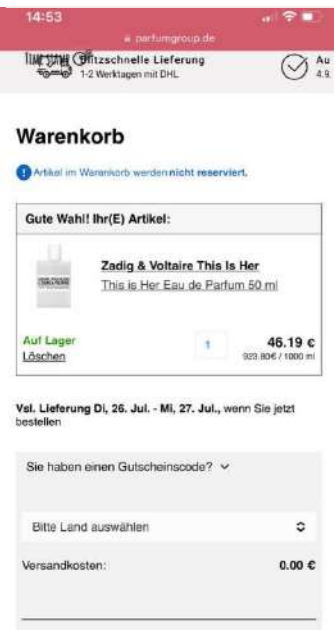 14:53
parfumgroup.de
Blitzschnelle Lieferung
1-2 Werktagen mit DHL
Au
4.9
Warenkorb
Artikel im Warenkorb werden nicht reserviert.
Gute Wahl! Ihr(E) Artikel:
Zadig & Voltaire This Is Her
This is Her Eau de Parfum 50 ml
Auf Lager
1
46.19 €
Löschen
923.80€ / 1000 ml
Vsl. Lieferung Di, 26. Jul. - Mi, 27. Jul., wenn Sie jetzt
bestellen
Sie haben einen Gutscheinscode?
Bitte Land auswählen
Versandkosten:
0.00 €